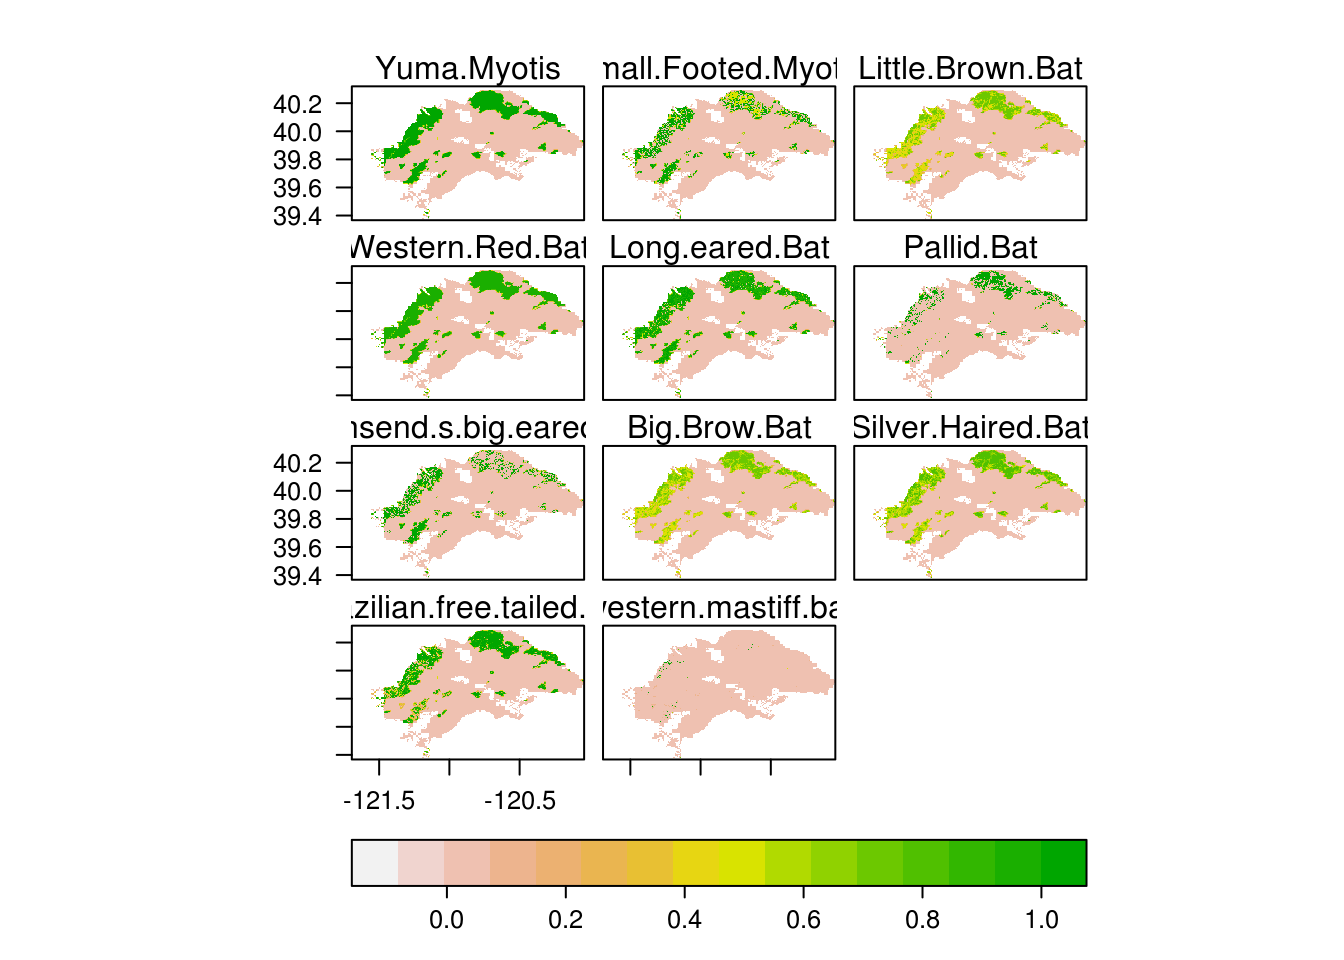 Yuma.Myotis
mall.Footed.Myot
Little.Brown.Bat
40.2
40.0
39.8
39.6
39.4
Western.Red.Bat
Long.eared.Bat
Pallid.Bat
nsend.s.big.eared
Big.Brow.Bat
Silver.Haired.Bat
40.2
40.0
39.8
39.6
39.4
zilian.free.tailed.
western.mastiff.ba
-121.5 -120.5
0.0 0.2 0.4 0.6 0.8 1.0